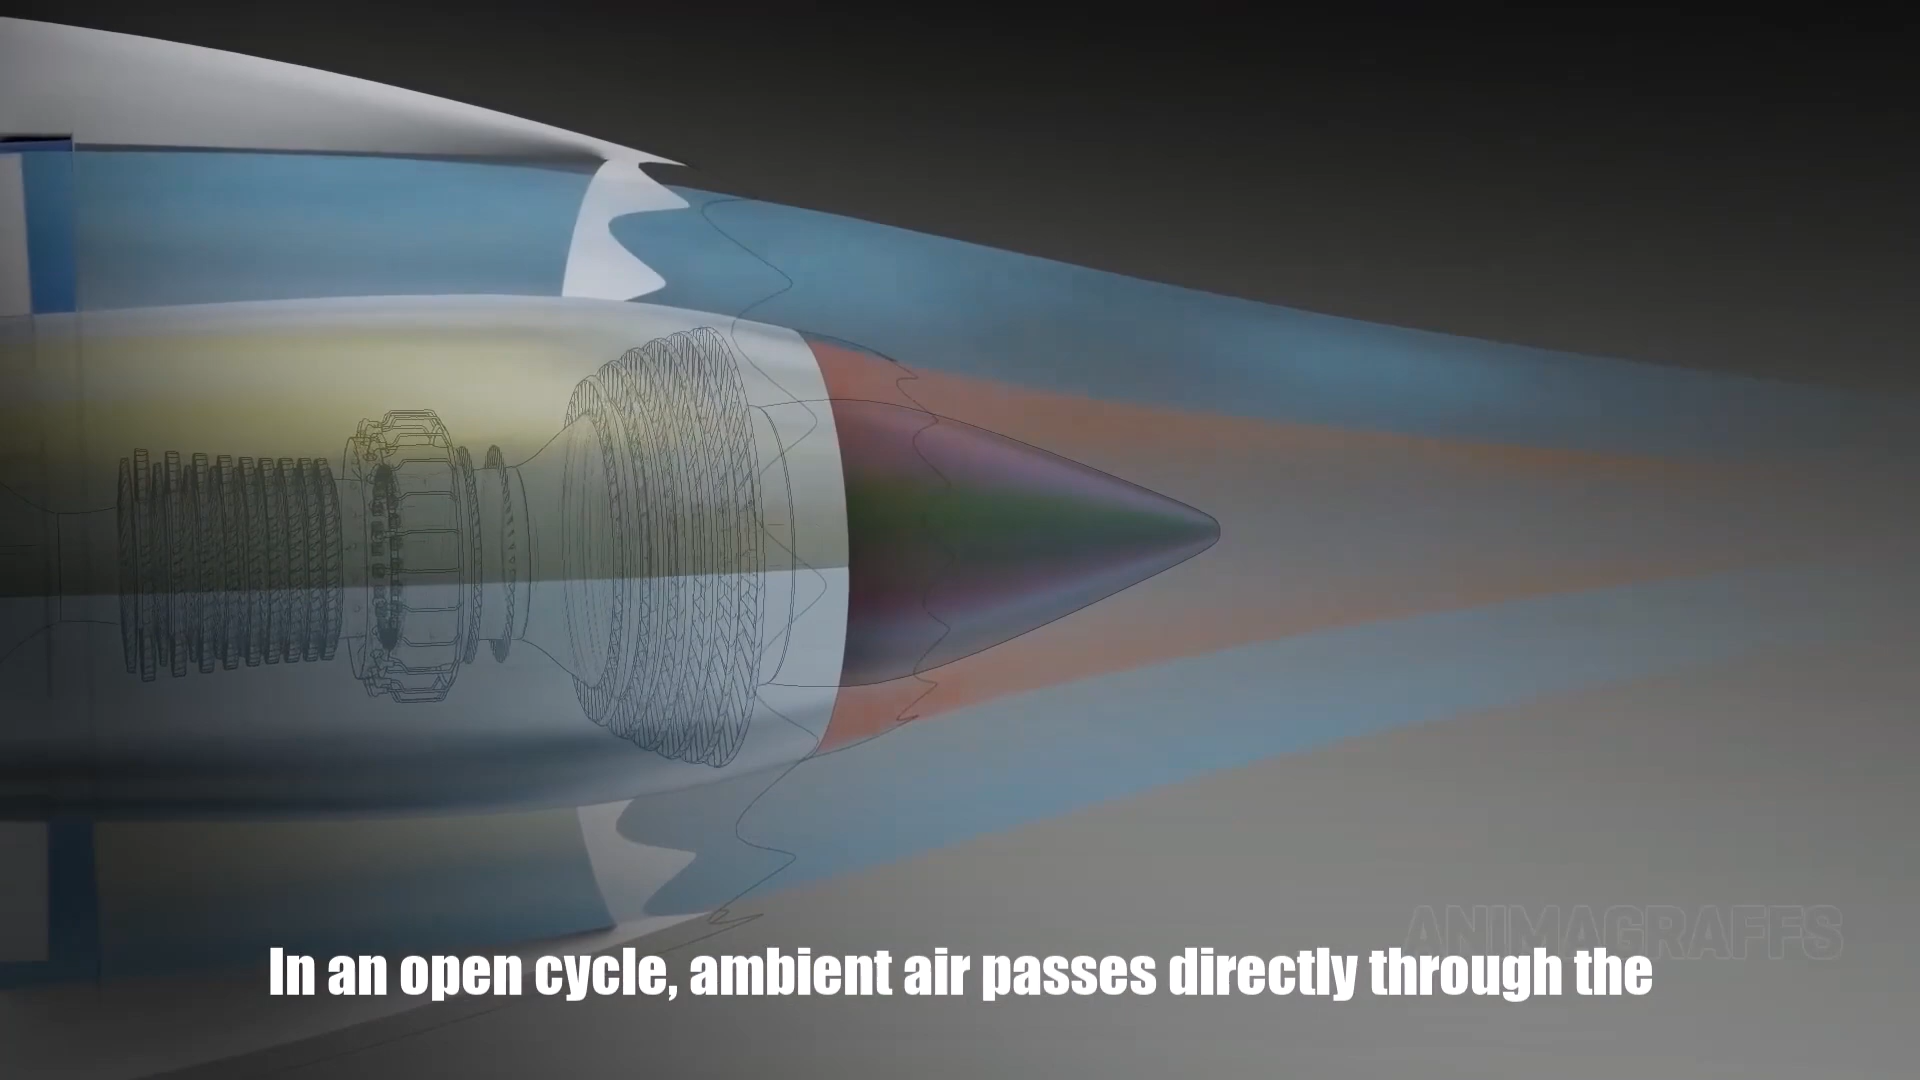 ANIMAGRAFFS
In an open cycle, ambient air passes directly through the